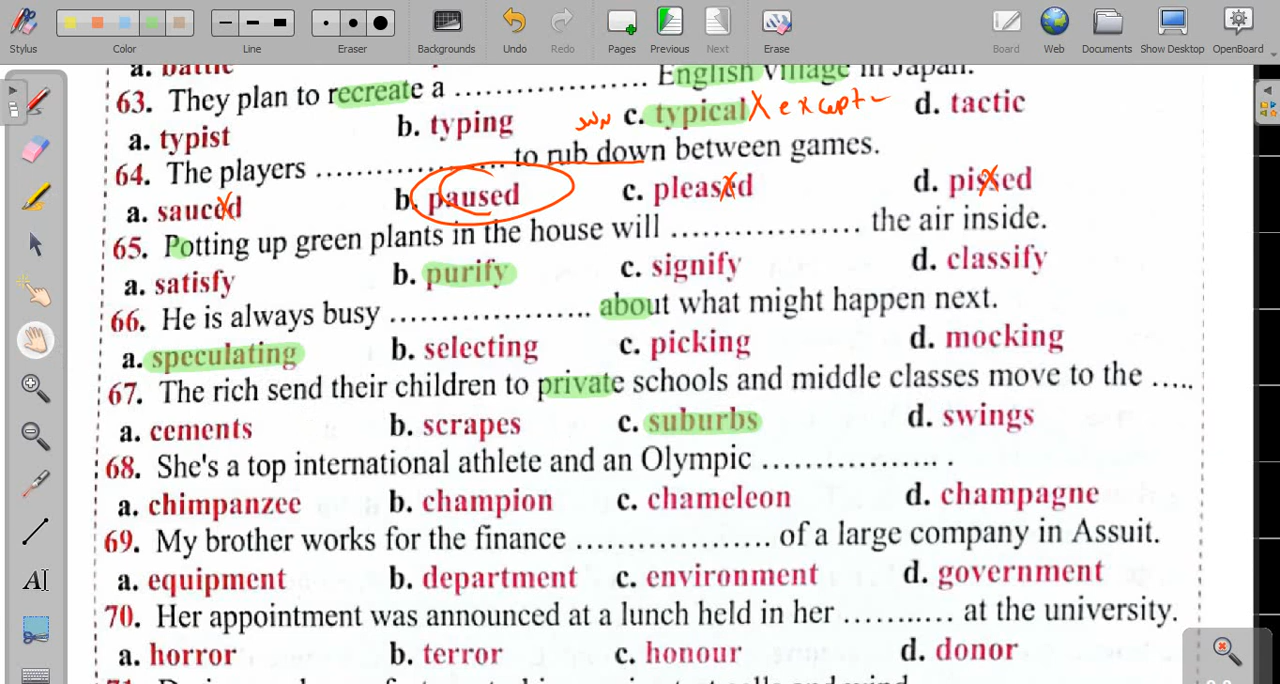 Stylus
Color
Line
Eraser
Backgrounds
Undo
Redo
Pages
Previous
Next
Erase
Board
Web
Documents
Show Desktop
OpenBoard
63. They plan to recreate a .................... English village in Japan.
a. typist b. typing c. typical d. tactic
X except
64. The players .................... to rub down between games.
a. sauced b. paused c. pleased d. pissed
65. Potting up green plants in the house will .................... the air inside.
a. satisfy b. purify c. signify d. classify
66. He is always busy .................... about what might happen next.
a. speculating b. selecting c. picking d. mocking
67. The rich send their children to private schools and middle classes move to the .....
a. cements b. scrapes c. suburbs d. swings
68. She's a top international athlete and an Olympic .................. .
a. chimpanzee b. champion c. chameleon d. champagne
69. My brother works for the finance .................... of a large company in Assuit.
a. equipment b. department c. environment d. government
70. Her appointment was announced at a lunch held in her ........... at the university.
a. horror b. terror c. honour d. donor